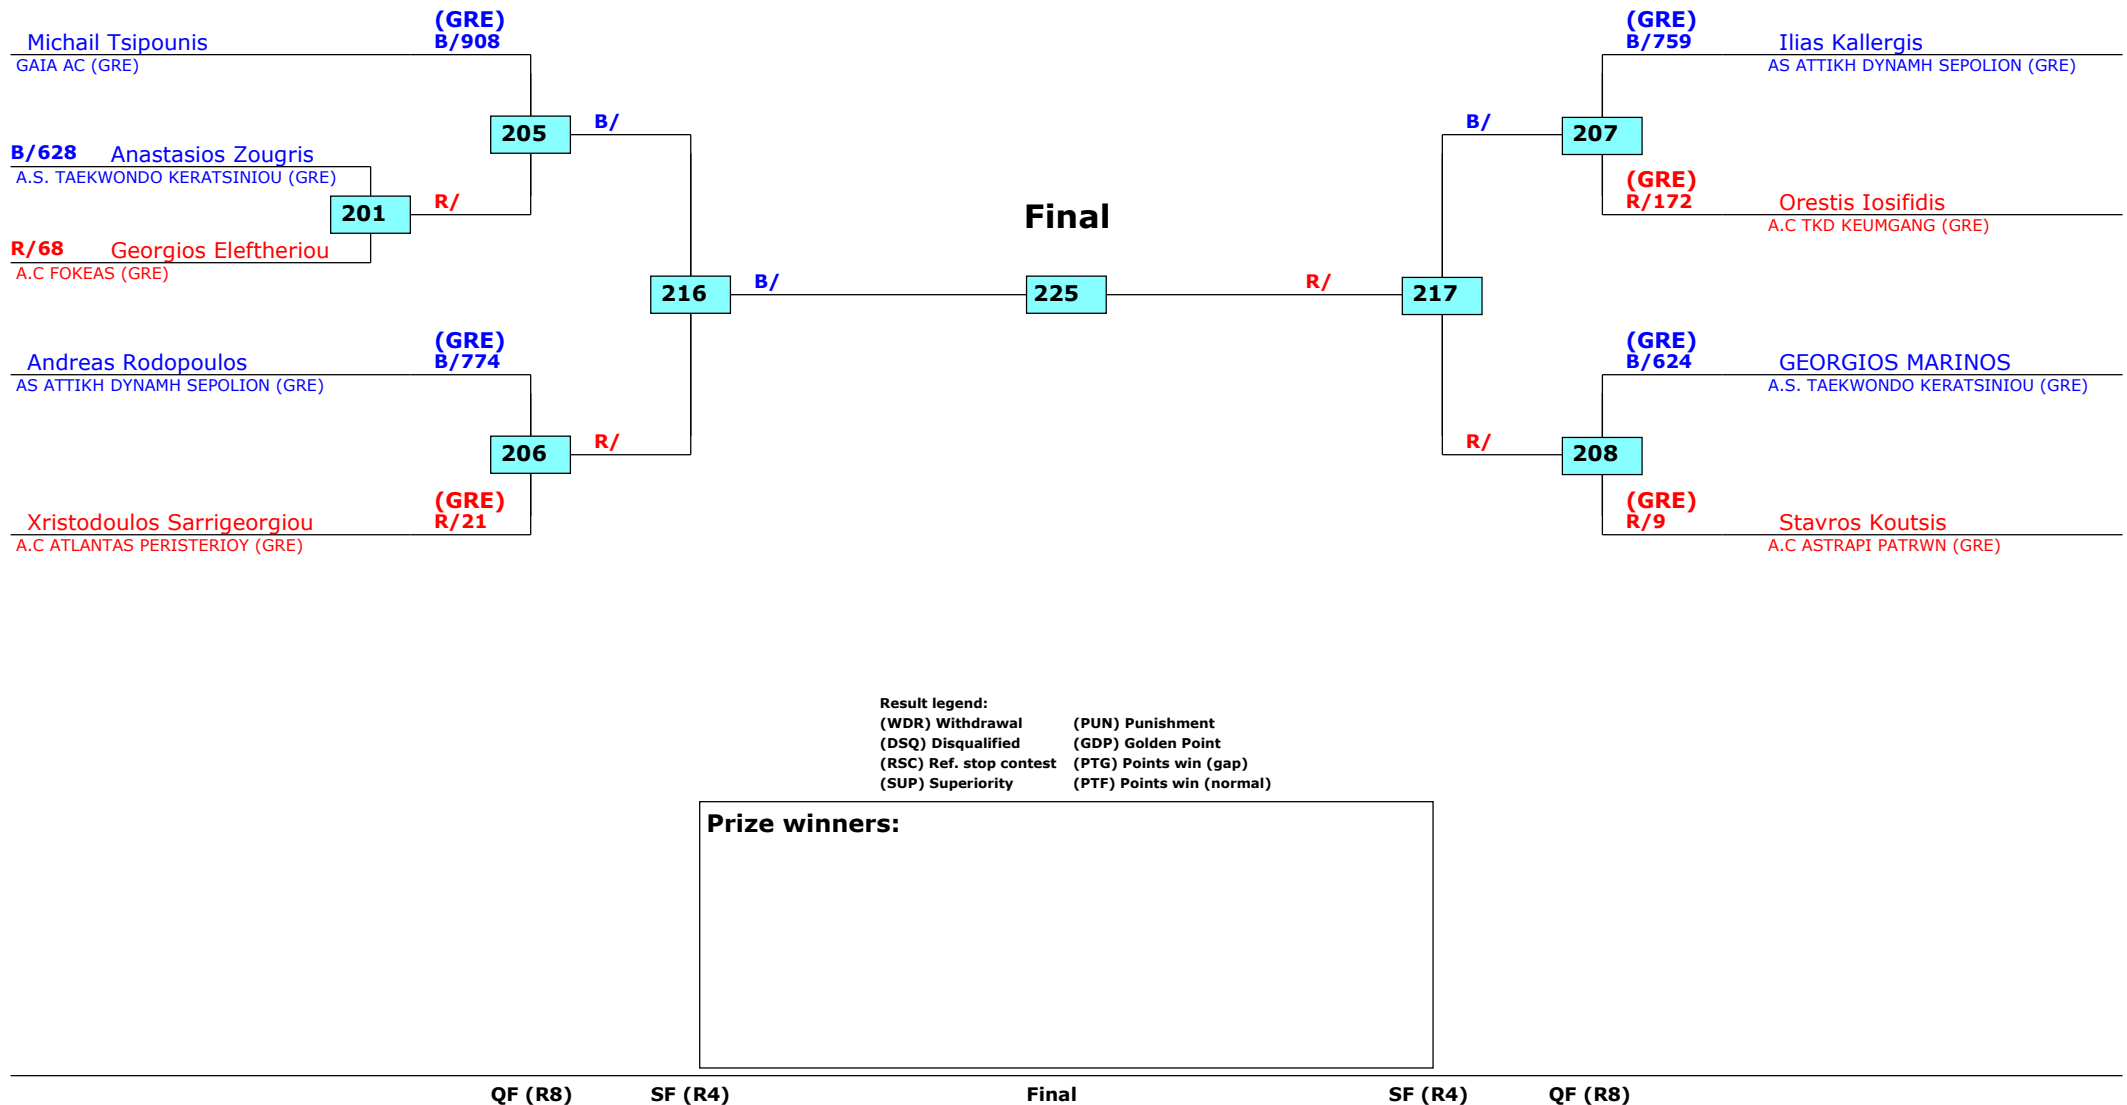 (GRE)
Michail Tsipounis B/908
GAIA AC (GRE)
205
B/
B/628 Anastasios Zougris
A.S. TAEKWONDO KERATSINIOU (GRE)
201
R/
R/68 Georgios Eleftheriou
A.C FOKEAS (GRE)
216
B/
(GRE)
Andreas Rodopoulos B/774
AS ATTIKH DYNAMH SEPOLION (GRE)
206
R/
(GRE)
Xristodoulos Sarrigeorgiou R/21
A.C ATLANTAS PERISTERIOY (GRE)
Final
225
(GRE)
B/759 Ilias Kallergis
AS ATTIKH DYNAMH SEPOLION (GRE)
B/
207
(GRE)
R/172 Orestis Iosifidis
A.C TKD KEUMGANG (GRE)
R/
217
(GRE)
B/624 GEORGIOS MARINOS
A.S. TAEKWONDO KERATSINIOU (GRE)
R/
208
(GRE)
R/9 Stavros Koutsis
A.C ASTRAPI PATRWN (GRE)
Result legend:
(WDR) Withdrawal (PUN) Punishment
(DSQ) Disqualified (GDP) Golden Point
(RSC) Ref. stop contest (PTG) Points win (gap)
(SUP) Superiority (PTF) Points win (normal)
Prize winners:
QF (R8) SF (R4) Final SF (R4) QF (R8)